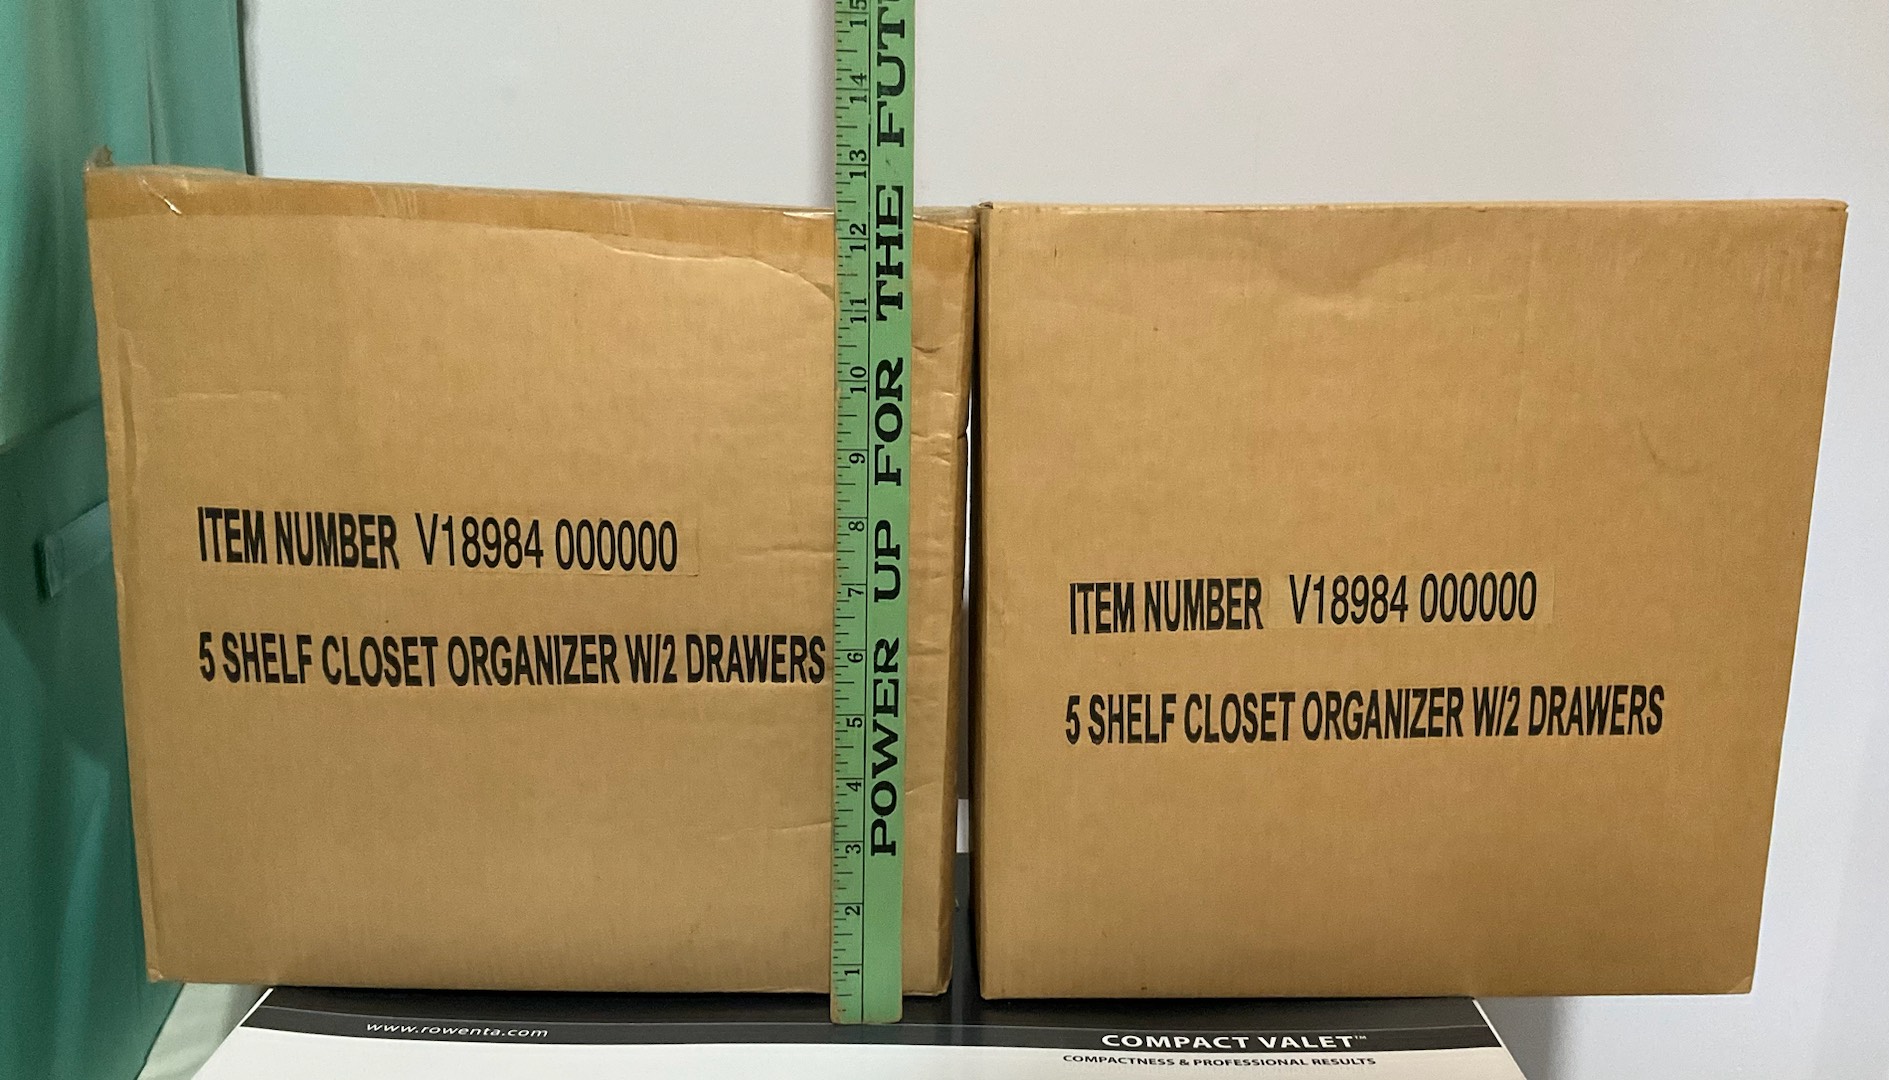 ITEM NUMBER V18984 000000
5 SHELF CLOSET ORGANIZER W/2 DRAWERS
15
14
13
12
11
10
9
8
7
6
5
4
3
2
1
POWER UP FOR THE FUT
ITEM NUMBER V18984 000000
5 SHELF CLOSET ORGANIZER W/2 DRAWERS
www.rowenta.com
COMPACT VALET™
COMPACTNESS & PROFESSIONAL RESULTS